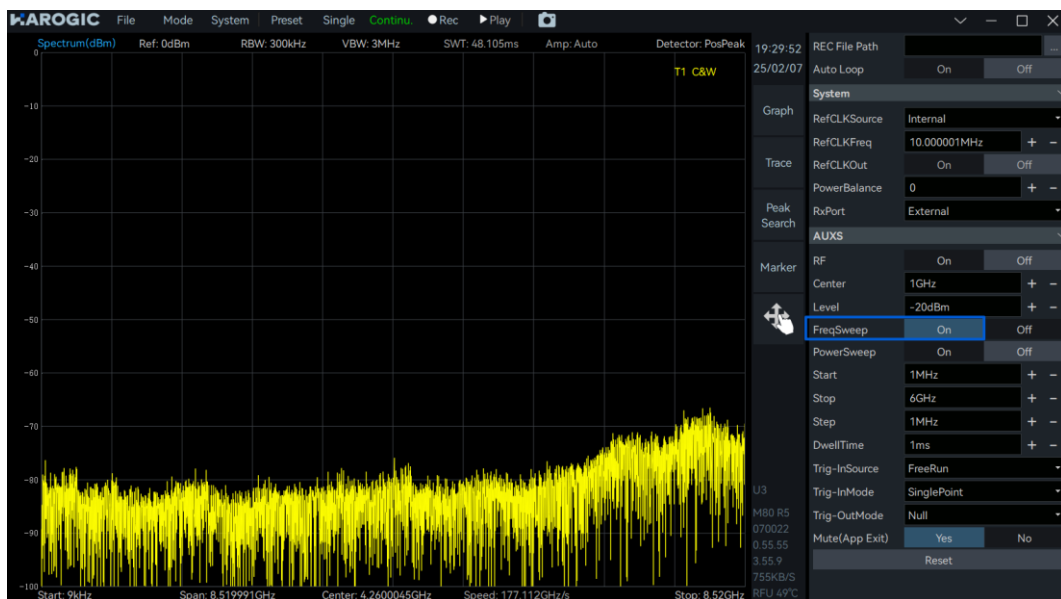 HAROGIC File Mode System Preset Single Continu. Rec Play
Spectrum(dBm) Ref: 0dBm RBW: 300kHz VBW: 3MHz SWT: 48.105ms Amp: Auto Detector: PosPeak
T1 C&W
0
-10
-20
-30
-40
-50
-60
-70
-80
-90
-100
Start: 9kHz Span: 8.519991GHz Center: 4.2600045GHz Speed: 177.112GHz/s Stop: 8.52GHz
19:29:52
25/02/07
Graph
Trace
Peak
Search
Marker
U3
M80 R5
070022
0.55.55
3.55.9
755KB/S
RFU 49°C
REC File Path ...
Auto Loop On Off
System
RefCLKSource Internal
RefCLKFreq 10.000001MHz + -
RefCLKOut On Off
PowerBalance 0 + -
RxPort External
AUXS
RF On Off
Center 1GHz + -
Level -20dBm + -
FreqSweep On Off
PowerSweep On Off
Start 1MHz + -
Stop 6GHz + -
Step 1MHz + -
DwellTime 1ms + -
Trig-InSource FreeRun
Trig-InMode SinglePoint
Trig-OutMode Null
Mute(App Exit) Yes No
Reset